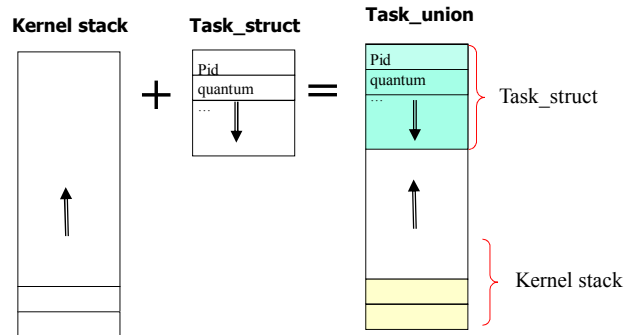 Kernel stack
Task_struct
Task_union
Pid
quantum
...
+
=
Pid
quantum
...
Task_struct
Kernel stack